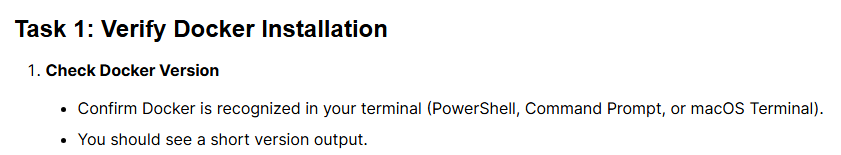 Task 1: Verify Docker Installation
1. Check Docker Version
• Confirm Docker is recognized in your terminal (PowerShell, Command Prompt, or macOS Terminal).
• You should see a short version output.